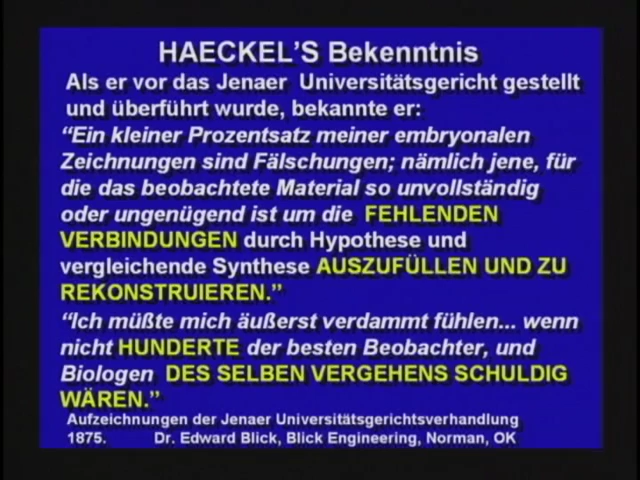 HAECKEL'S Bekenntnis
Als er vor das Jenaer Universitätsgericht gestellt
und überführt wurde, bekannte er:
“Ein kleiner Prozentsatz meiner embryonalen
Zeichnungen sind Fälschungen; nämlich jene, für
die das beobachtete Material so unvollständig
oder ungenügend ist um die FEHLENDEN
VERBINDUNGEN durch Hypothese und
vergleichende Synthese AUSZUFÜLLEN UND ZU
REKONSTRUIEREN.”
“Ich müßte mich äußerst verdammt fühlen... wenn
nicht HUNDERTE der besten Beobachter, und
Biologen DES SELBEN VERGEHENS SCHULDIG
WÄREN.”
Aufzeichnungen der Jenaer Universitätsgerichtsverhandlung
1875. Dr. Edward Blick, Blick Engineering, Norman, OK